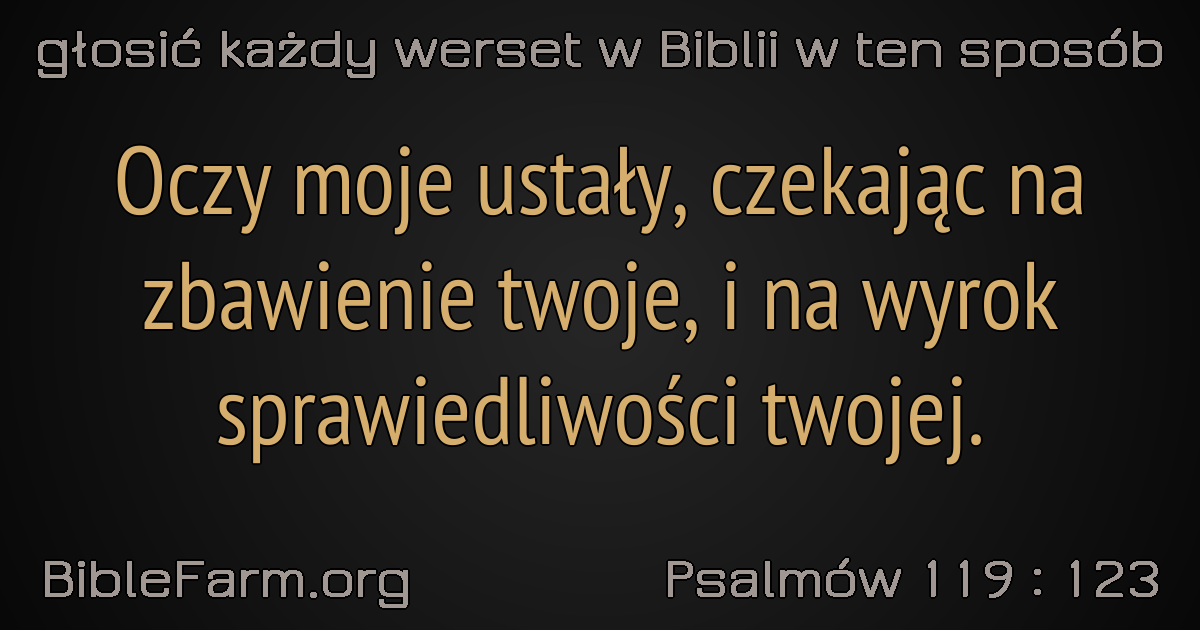 głosić każdy werset w Biblii w ten sposób
Oczy moje ustały, czekając na
zbawienie twoje, i na wyrok
sprawiedliwości twojej.
BibleFarm.org
Psalmów 119 : 123